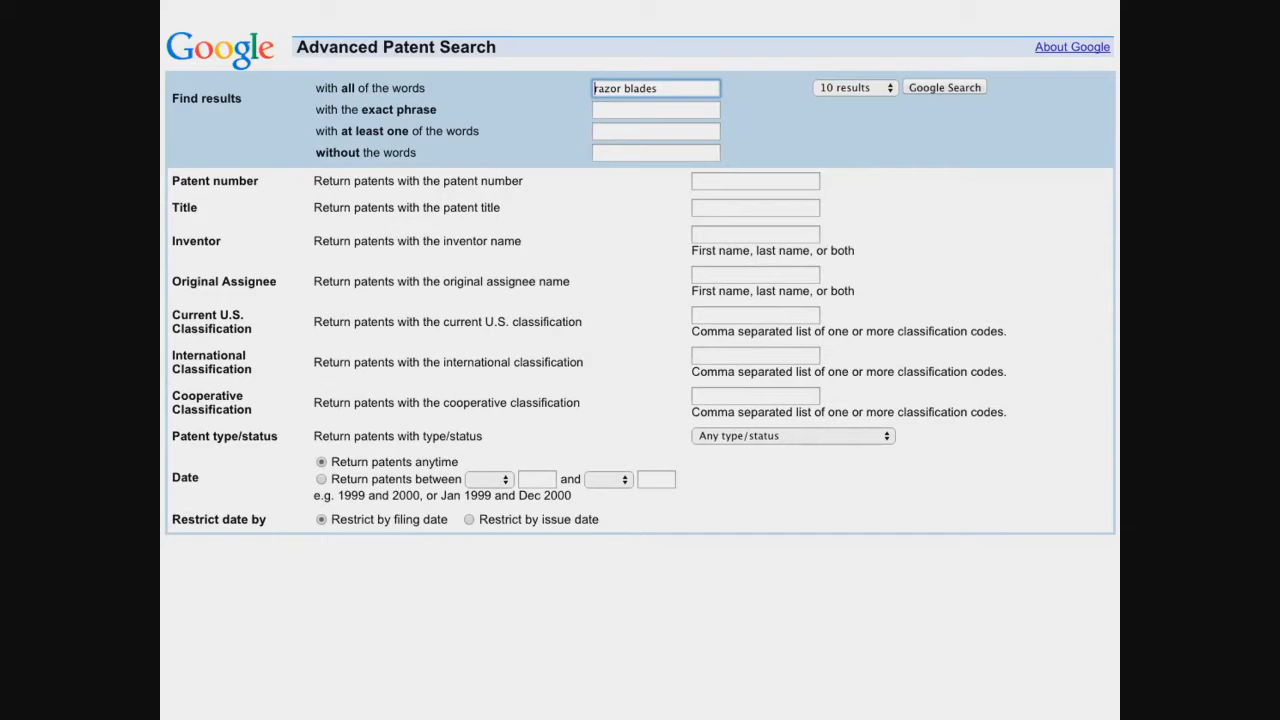 Google Advanced Patent Search About Google
Find results with all of the words razor blades 10 results Google Search
with the exact phrase
with at least one of the words
without the words
Patent number Return patents with the patent number
Title Return patents with the patent title
Inventor Return patents with the inventor name
First name, last name, or both
Original Assignee Return patents with the original assignee name
First name, last name, or both
Current U.S.
Classification Return patents with the current U.S. classification
Comma separated list of one or more classification codes.
International
Classification Return patents with the international classification
Comma separated list of one or more classification codes.
Cooperative
Classification Return patents with the cooperative classification
Comma separated list of one or more classification codes.
Patent type/status Return patents with type/status Any type/status
Date Return patents anytime
Return patents between and
e.g. 1999 and 2000, or Jan 1999 and Dec 2000
Restrict date by Restrict by filing date Restrict by issue date